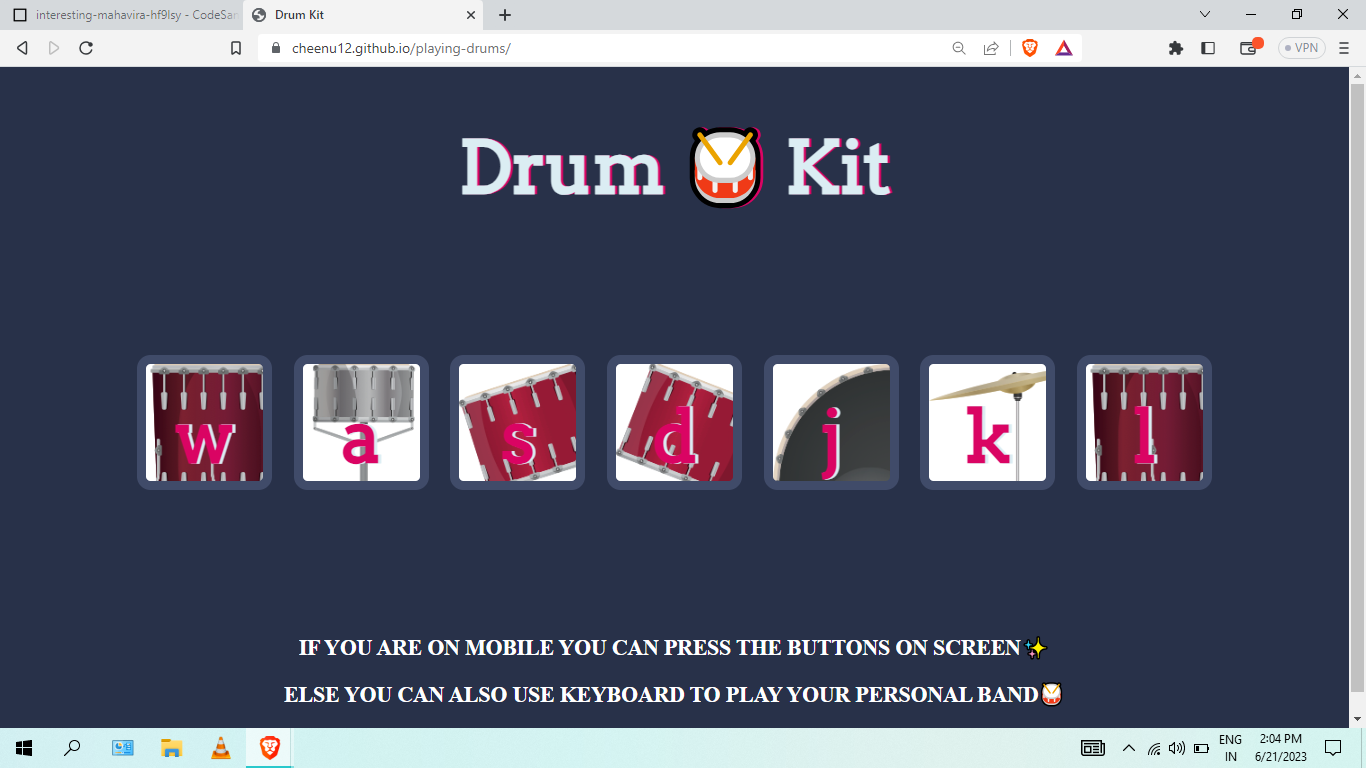 interesting-mahavira-hf9lsy - CodeSan
Drum Kit
cheenu12.github.io/playing-drums/
VPN
Drum 🥁 Kit
w a s d j k l
IF YOU ARE ON MOBILE YOU CAN PRESS THE BUTTONS ON SCREEN✨
ELSE YOU CAN ALSO USE KEYBOARD TO PLAY YOUR PERSONAL BAND🥁
ENG
IN
2:04 PM
6/21/2023